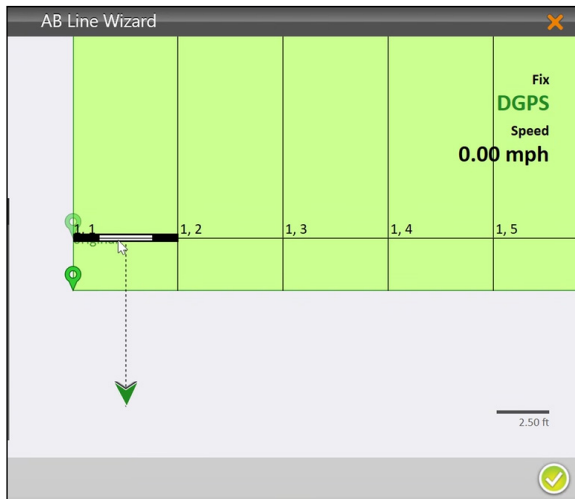 AB Line Wizard
Fix
DGPS
Speed
0.00 mph
1, 1
1, 2
1, 3
1, 4
1, 5
2.50 ft